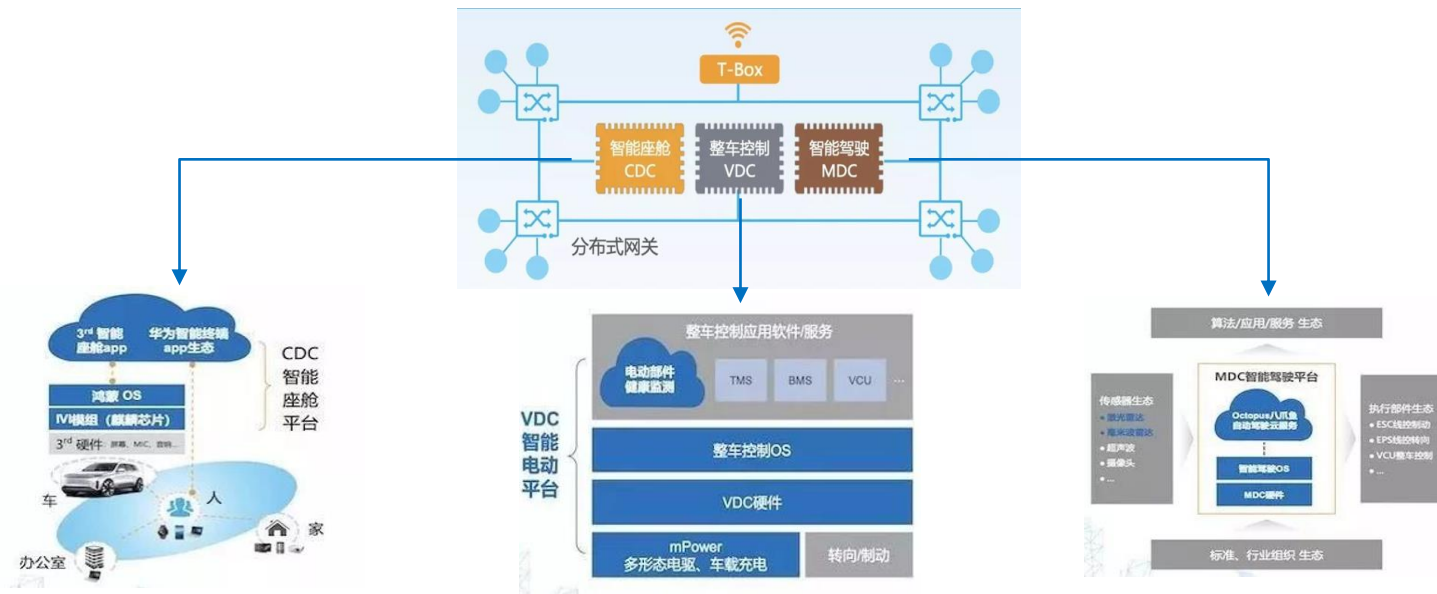 T-Box
智能座舱
CDC
整车控制
VDC
智能驾驶
MDC
分布式网关
3rd 智能
座舱app
华为智能终端
app生态
鸿蒙 OS
IVI模组（麒麟芯片）
3rd 硬件: 屏幕、MIC、音响...
CDC
智能
座舱
平台
车
人
家
办公室
整车控制应用软件/服务
电动部件
健康监测
TMS
BMS
VCU
...
VDC
智能
电动
平台
整车控制OS
VDC硬件
mPower
多形态电驱、车载充电
转向/制动
算法/应用/服务 生态
MDC智能驾驶平台
Octopus/八爪鱼
自动驾驶云服务
智能驾驶OS
MDC硬件
传感器生态
• 激光雷达
• 毫米波雷达
• 超声波
• 摄像头
• ...
执行部件生态
• ESC线控制动
• EPS线控转向
• VCU整车控制
• ...
标准、行业组织 生态